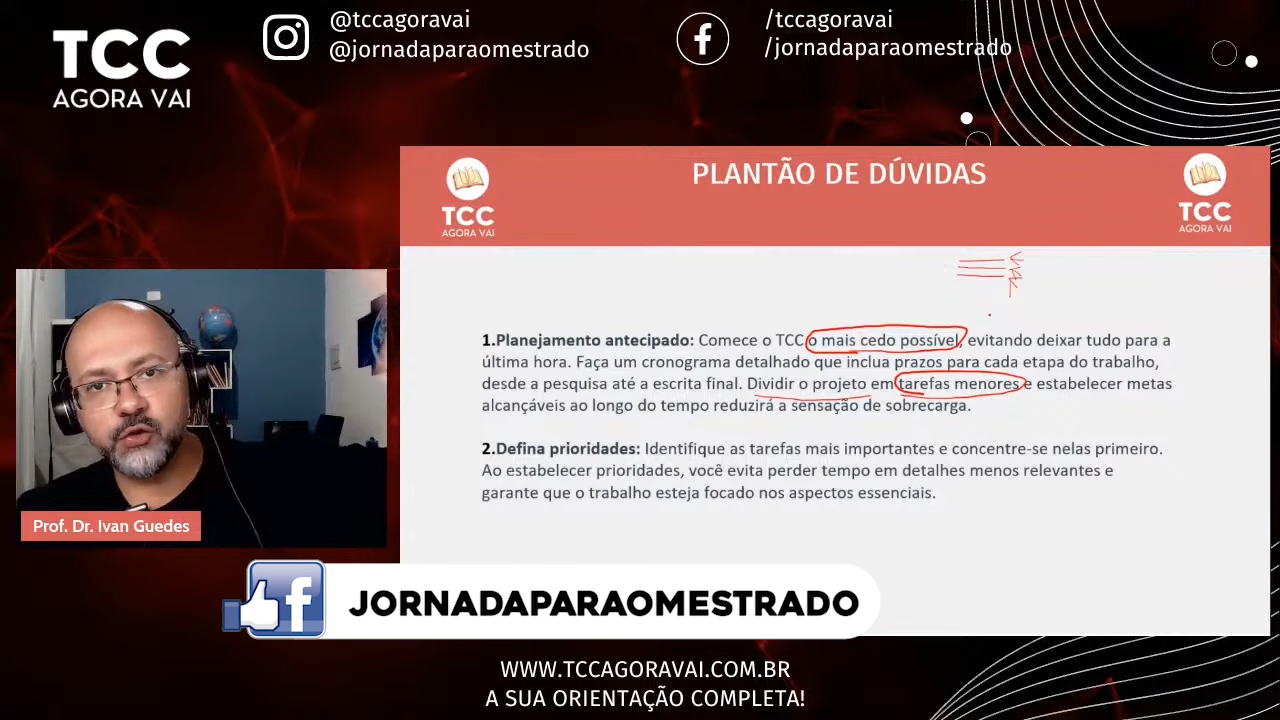 TCC
AGORA VAI
@tccagoravai
@jornadaparaomestrado
/tccagoravai
/jornadaparaomestrado
TCC
AGORA VAI
PLANTÃO DE DÚVIDAS
TCC
AGORA VAI
1.Planejamento antecipado: Comece o TCC o mais cedo possível, evitando deixar tudo para a
última hora. Faça um cronograma detalhado que inclua prazos para cada etapa do trabalho,
desde a pesquisa até a escrita final. Dividir o projeto em tarefas menores e estabelecer metas
alcançáveis ao longo do tempo reduzirá a sensação de sobrecarga.
2.Defina prioridades: Identifique as tarefas mais importantes e concentre-se nelas primeiro.
Ao estabelecer prioridades, você evita perder tempo em detalhes menos relevantes e
garante que o trabalho esteja focado nos aspectos essenciais.
Prof. Dr. Ivan Guedes
JORNADAPARAOMESTRADO
WWW.TCCAGORAVAI.COM.BR
A SUA ORIENTAÇÃO COMPLETA!